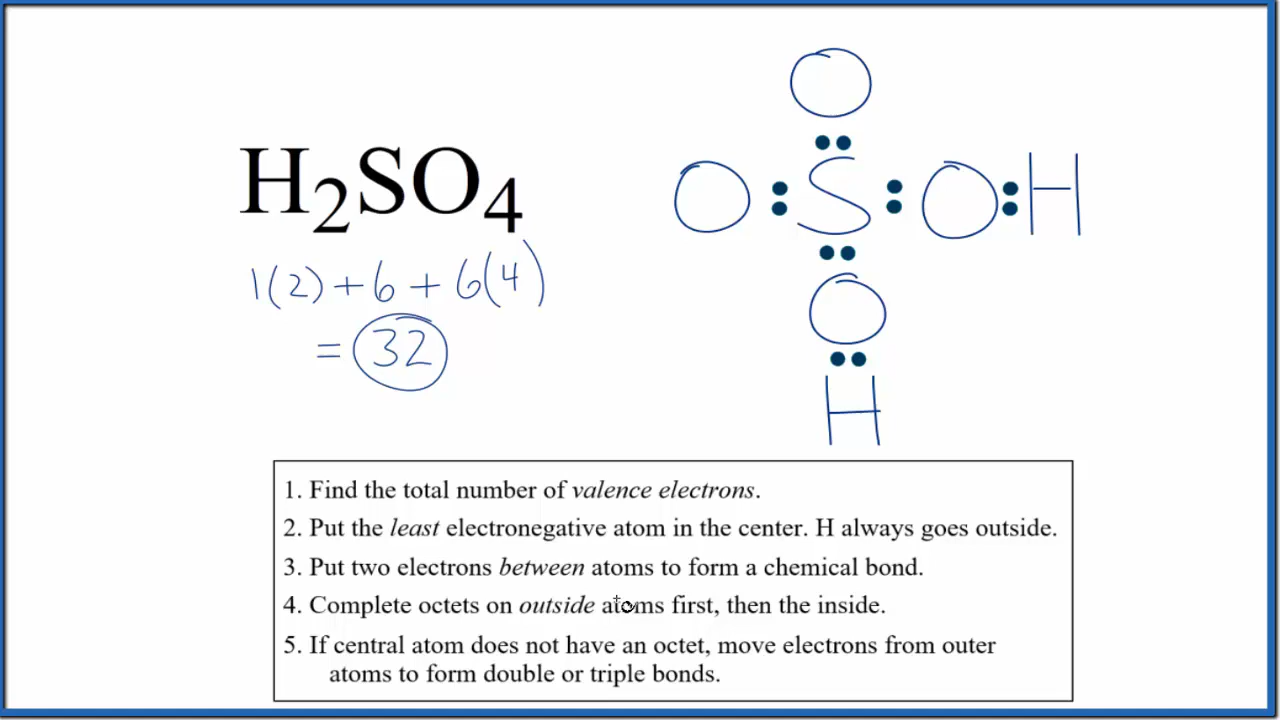 H₂SO₄
1(2) + 6 + 6(4)
= 32
O
O : S : O : H
O
H
1. Find the total number of valence electrons.
2. Put the least electronegative atom in the center. H always goes outside.
3. Put two electrons between atoms to form a chemical bond.
4. Complete octets on outside atoms first, then the inside.
5. If central atom does not have an octet, move electrons from outer
atoms to form double or triple bonds.